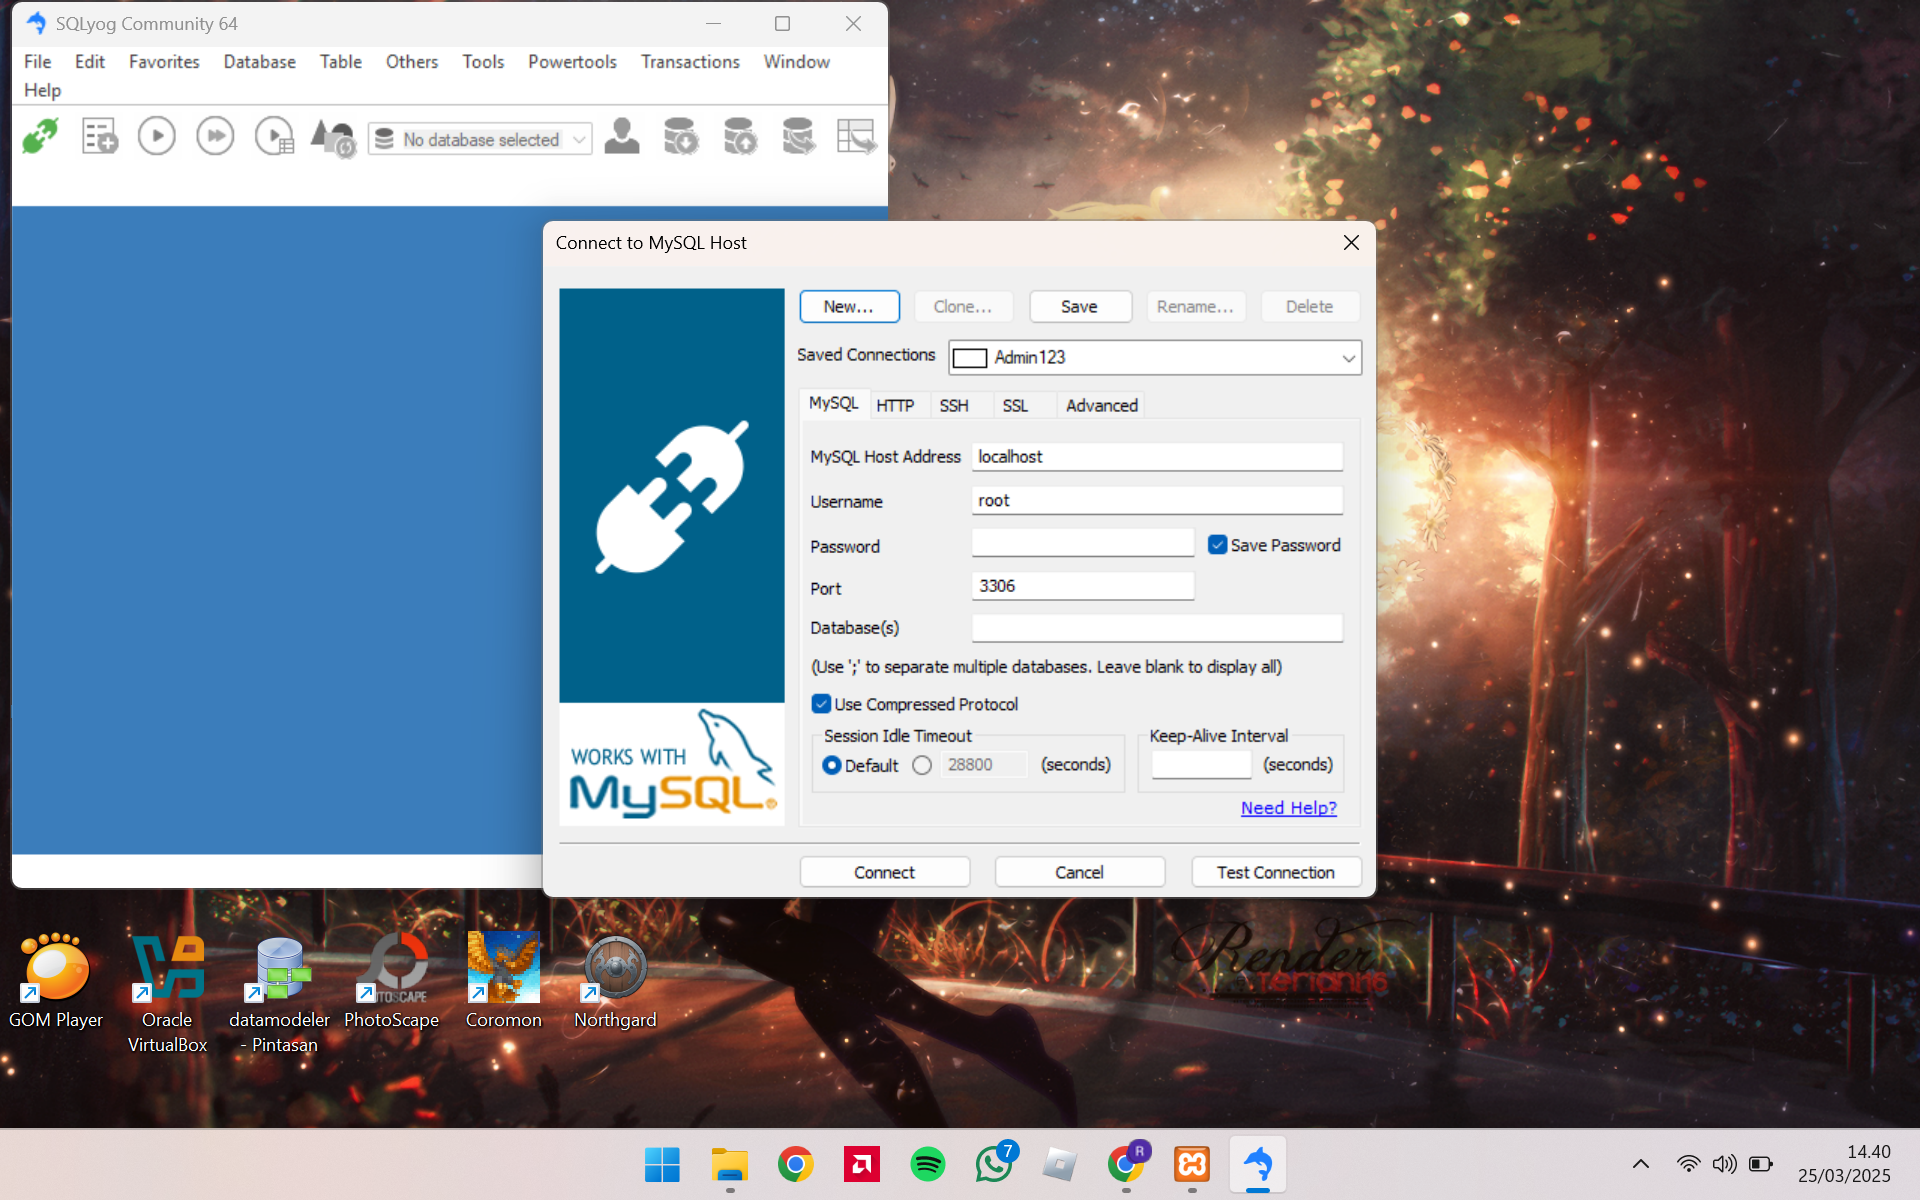 SQLyog Community 64
File Edit Favorites Database Table Others Tools Powertools Transactions Window
Help
No database selected
Connect to MySQL Host
New... Clone... Save Rename... Delete
Saved Connections Admin123
MySQL HTTP SSH SSL Advanced
MySQL Host Address localhost
Username root
Password Save Password
Port 3306
Database(s)
(Use ';' to separate multiple databases. Leave blank to display all)
Use Compressed Protocol
Session Idle Timeout Keep-Alive Interval
Default 28800 (seconds) (seconds)
Need Help?
WORKS WITH
MySQL®
Connect Cancel Test Connection
Render
TeRianh6
PHOTOSCAPE
GOM Player Oracle datamodeler PhotoScape Coromon Northgard
VirtualBox - Pintasan
7
R
14.40
25/03/2025